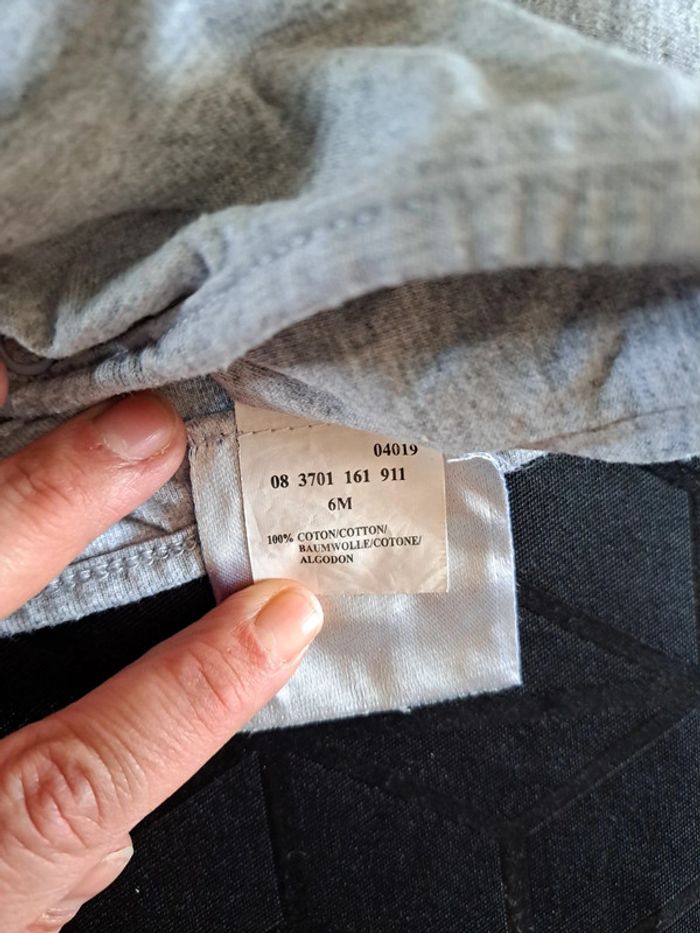 04019
08 3701 161 911
6M
100% COTON/COTTON/
BAUMWOLLE/COTONE/
ALGODON